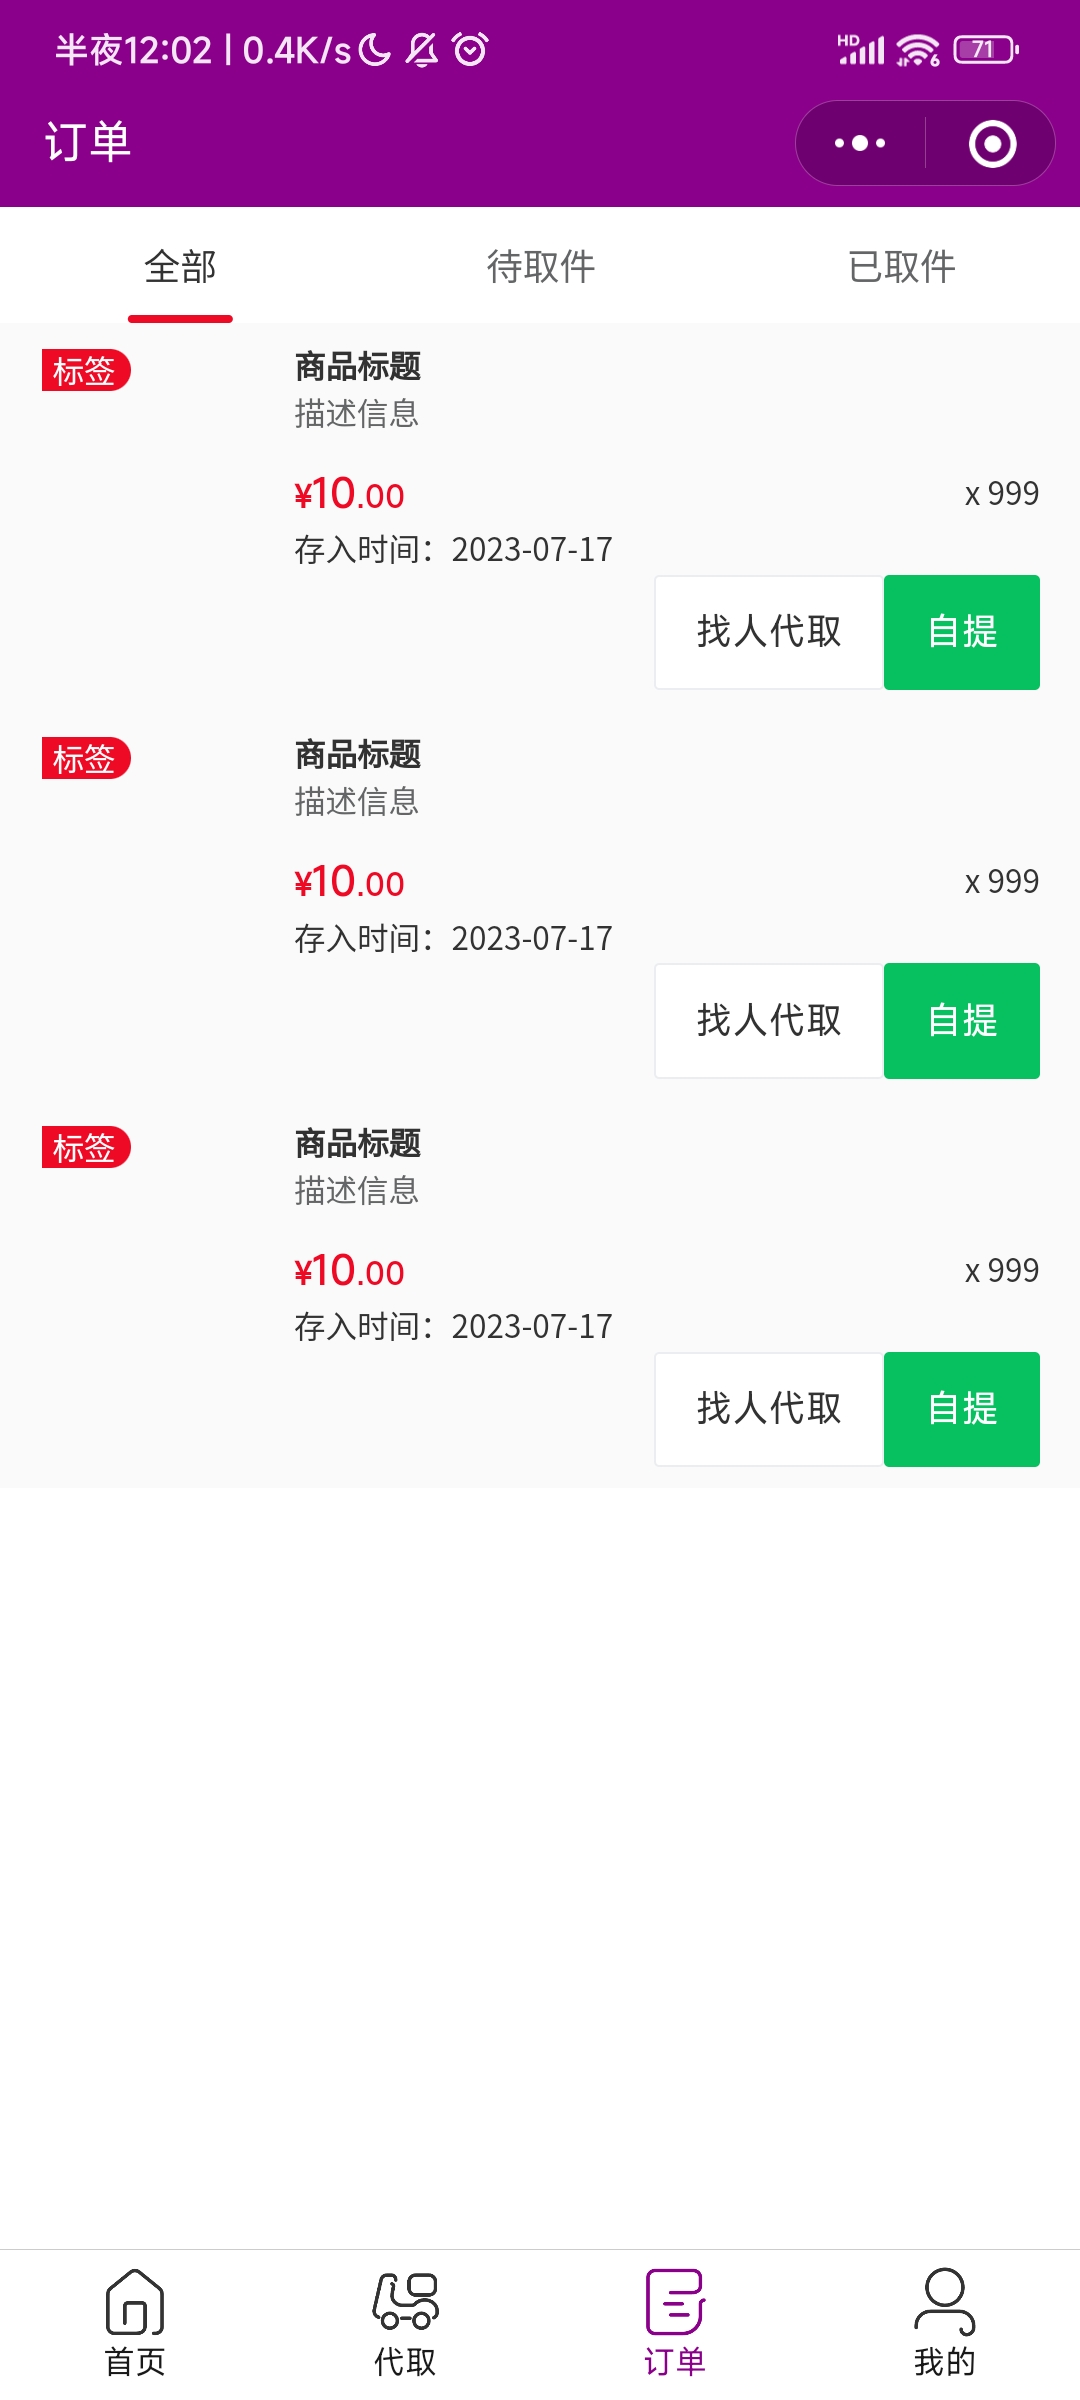 半夜12:02 | 0.4K/s HD 6 71
订单
全部 待取件 已取件
标签 商品标题
描述信息
¥10.00 x 999
存入时间：2023-07-17
找人代取 自提
标签 商品标题
描述信息
¥10.00 x 999
存入时间：2023-07-17
找人代取 自提
标签 商品标题
描述信息
¥10.00 x 999
存入时间：2023-07-17
找人代取 自提
首页 代取 订单 我的